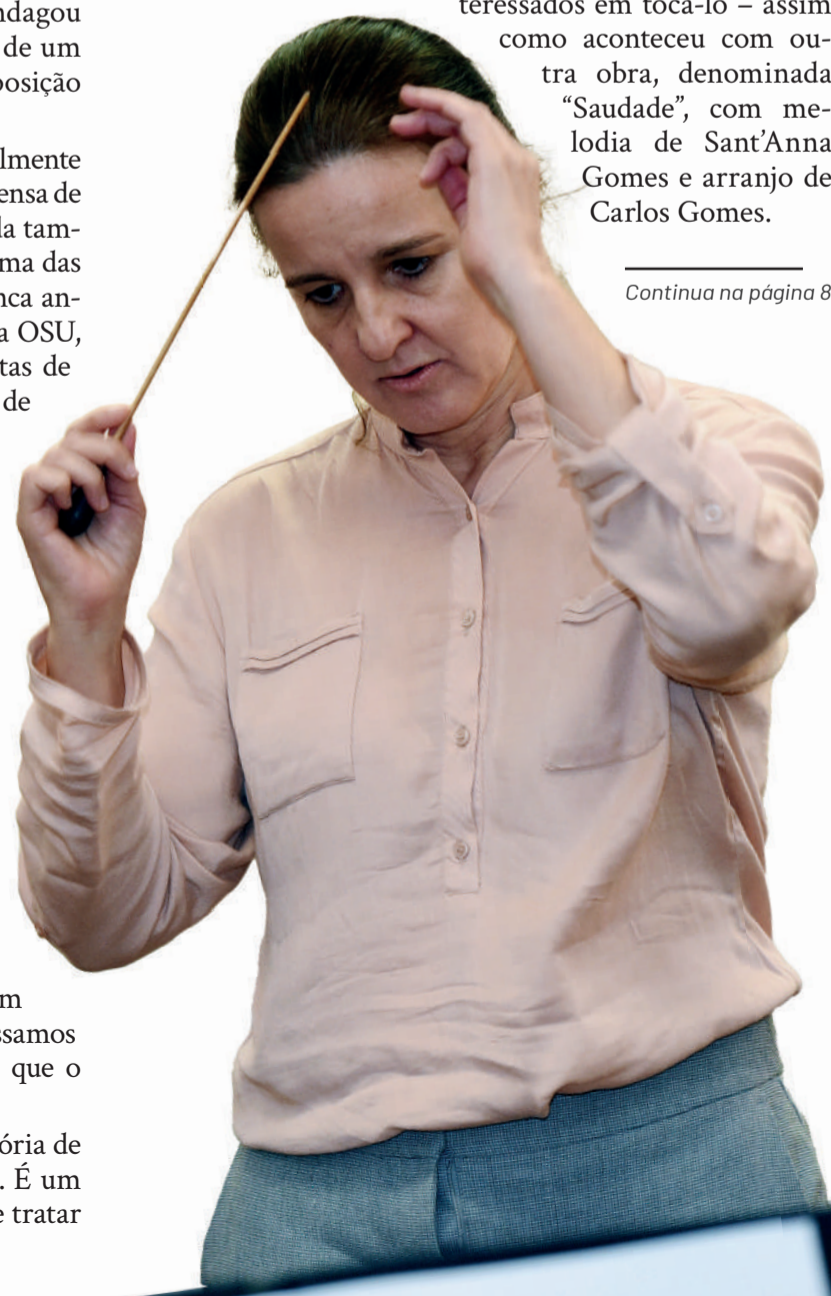 ndagou
de um
posição
lmente
ensa de
la tam-
ma das
nca an-
a OSU,
tas de
de
m
ssamos
que o
ória de
. É um
e tratar
teressados em tocá-lo – assim
como aconteceu com ou-
tra obra, denominada
“Saudade”, com me-
lodia de Sant’Anna
Gomes e arranjo de
Carlos Gomes.
Continua na página 8